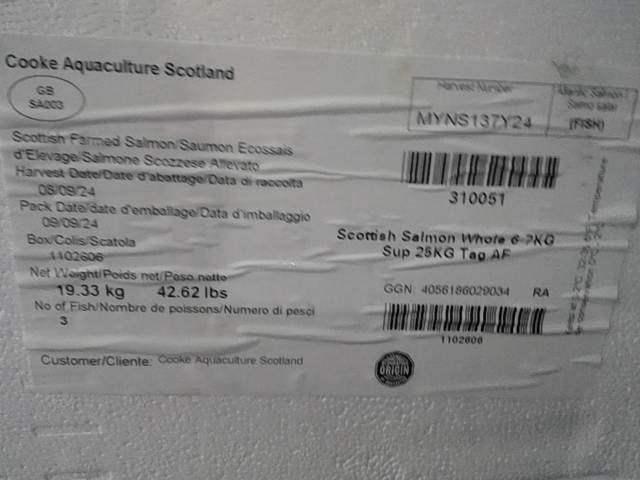 Cooke Aquaculture Scotland
GB
SA003
Harvest Number
MYNS137Y24
Atlantic Salmon
Salmo salar
(FISH)
Scottish Farmed Salmon/Saumon Ecossais
d'Elevage/Salmone Scozzese Allevato
Harvest Date/Date d'abattage/Data di raccolta
08/09/24
Pack Date/date d'emballage/Data d'imballaggio
09/09/24
Box/Colis/Scatola
1102606
Net Weight/Poids net/Peso netto
19.33 kg 42.62 lbs
No of Fish/Nombre de poissons/Numero di pesci
3
310051
Scottish Salmon Whole 6-7KG
Sup 25KG Tag AF
GGN: 4056186029034 RA
1102606
Customer/Cliente: Cooke Aquaculture Scotland
ORIGIN